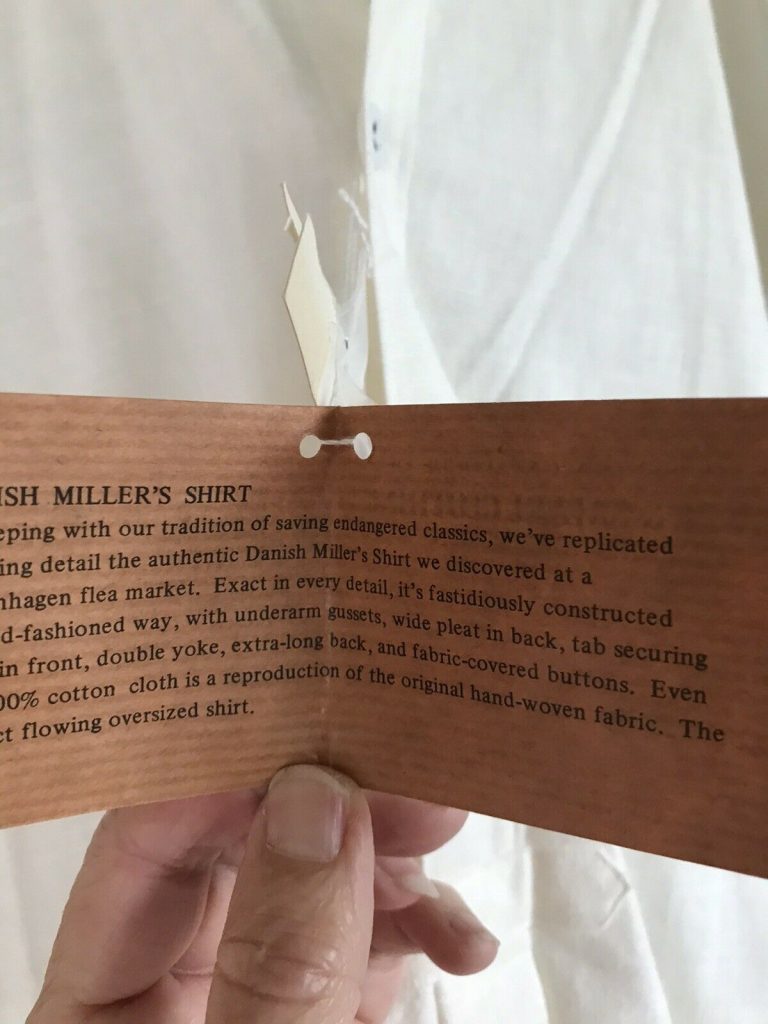 ISH MILLER'S SHIRT
eping with our tradition of saving endangered classics, we've replicated
ing detail the authentic Danish Miller's Shirt we discovered at a
nhagen flea market. Exact in every detail, it's fastidiously constructed
d-fashioned way, with underarm gussets, wide pleat in back, tab securing
in front, double yoke, extra-long back, and fabric-covered buttons. Even
00% cotton cloth is a reproduction of the original hand-woven fabric. The
ct flowing oversized shirt.